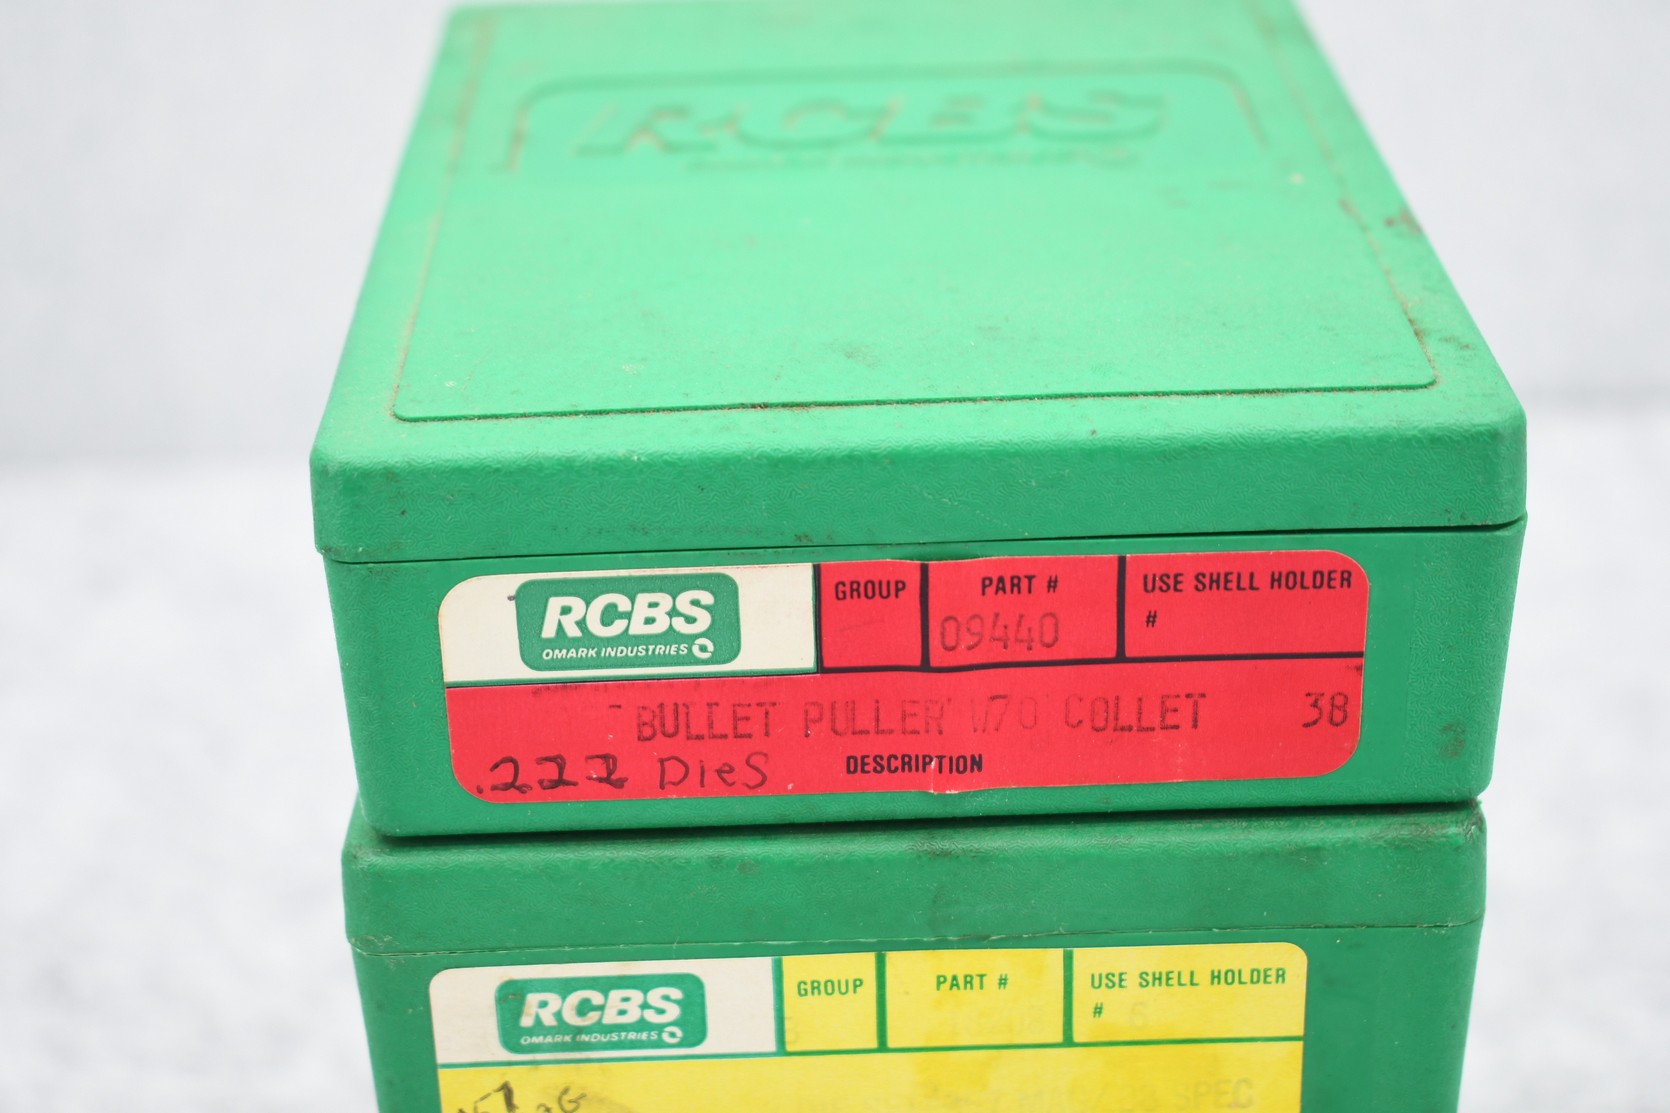 RCBS
RCBS
OMARK INDUSTRIES
GROUP
PART #
09440
USE SHELL HOLDER
#
BULLET PULLER W/O COLLET 38
.222 Dies
DESCRIPTION
RCBS
OMARK INDUSTRIES
GROUP
PART #
USE SHELL HOLDER
# 6
SPEC